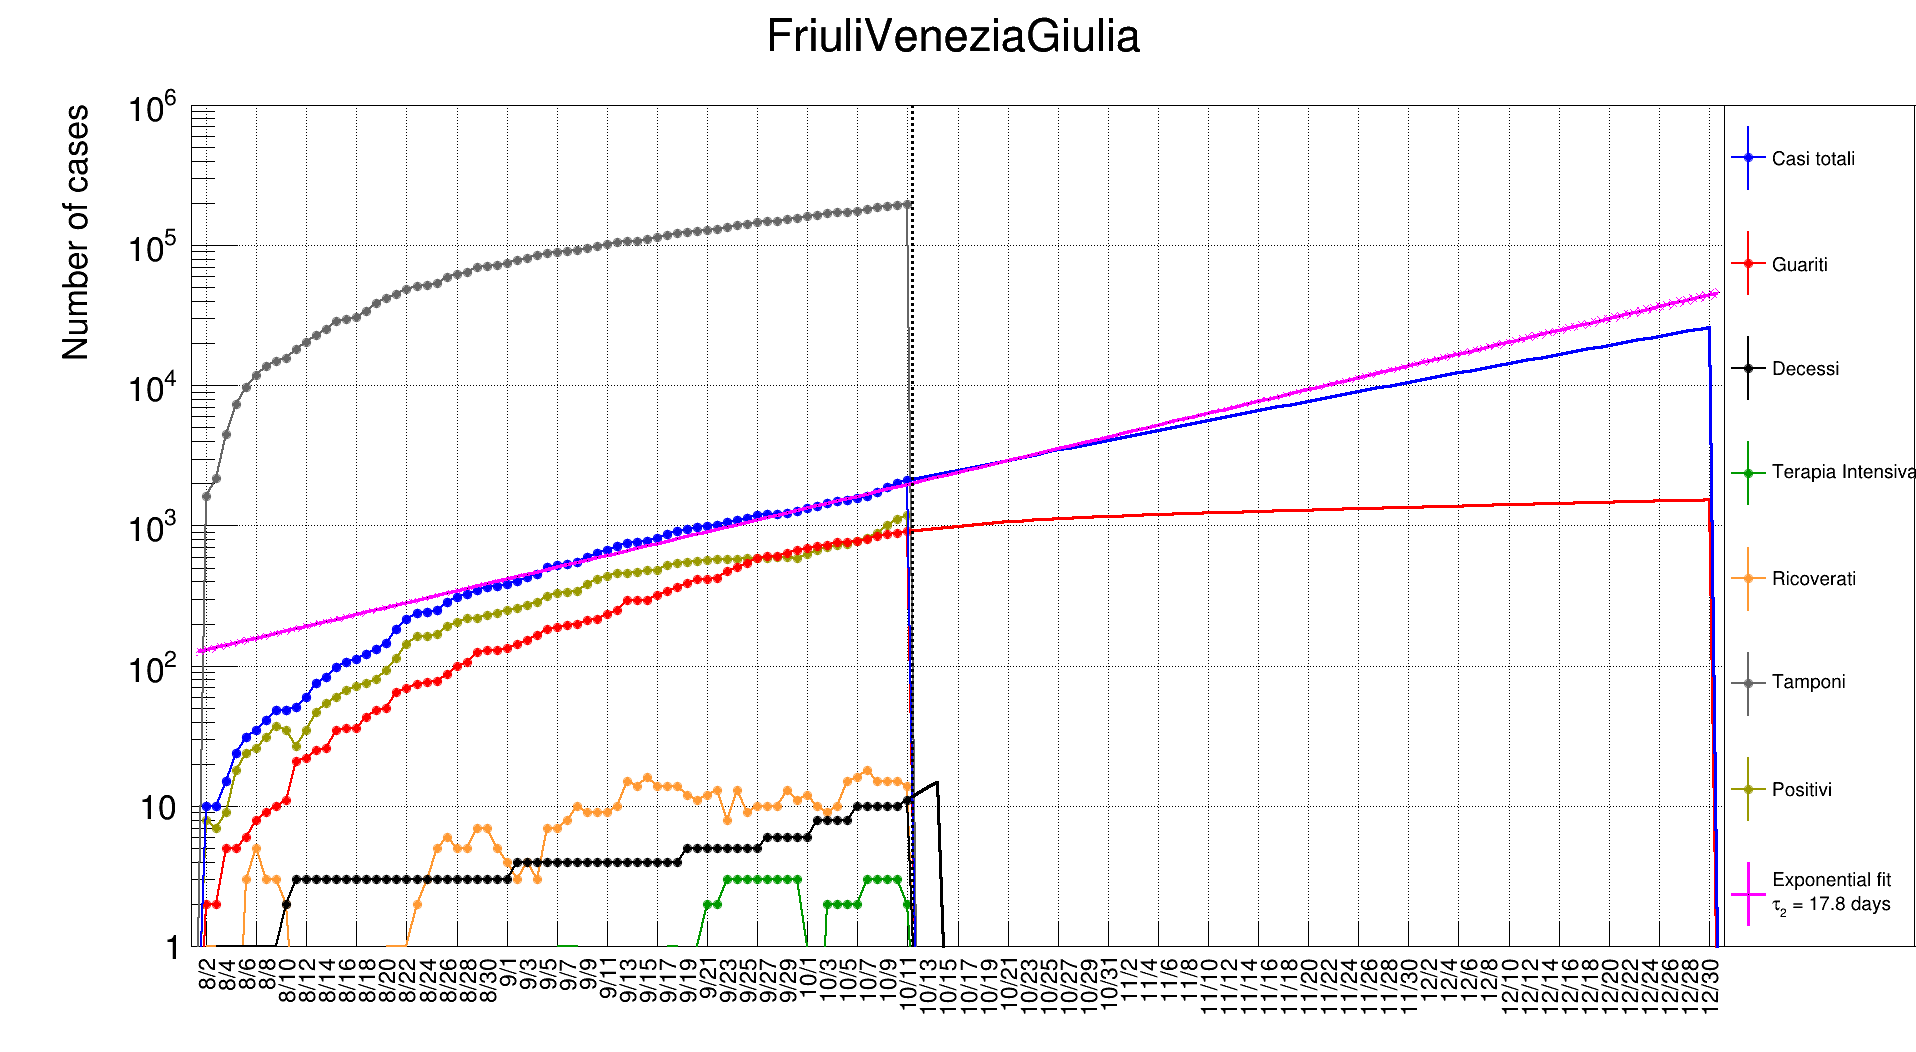 FriuliVeneziaGiulia
Number of cases
10^6
10^5
10^4
10^3
10^2
10
1
8/2 8/4 8/6 8/8 8/10 8/12 8/14 8/16 8/18 8/20 8/22 8/24 8/26 8/28 8/30 9/1 9/3 9/5 9/7 9/9 9/11 9/13 9/15 9/17 9/19 9/21 9/23 9/25 9/27 9/29 10/1 10/3 10/5 10/7 10/9 10/11 10/13 10/15 10/17 10/19 10/21 10/23 10/25 10/27 10/29 10/31 11/2 11/4 11/6 11/8 11/10 11/12 11/14 11/16 11/18 11/20 11/22 11/24 11/26 11/28 11/30 12/2 12/4 12/6 12/8 12/10 12/12 12/14 12/16 12/18 12/20 12/22 12/24 12/26 12/28 12/30
Casi totali
Guariti
Decessi
Terapia Intensiva
Ricoverati
Tamponi
Positivi
Exponential fit
τ₂ = 17.8 days